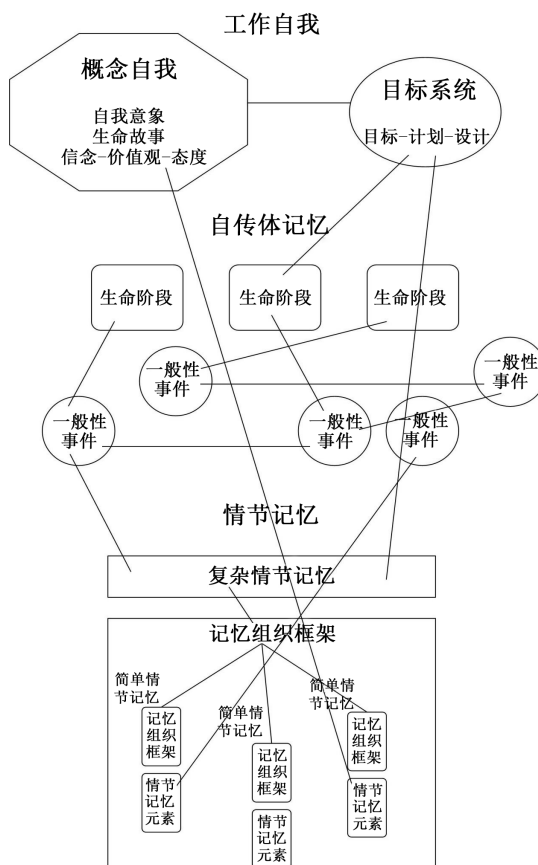 工作自我
概念自我
自我意象
生命故事
信念-价值观-态度
目标系统
目标-计划-设计
自传体记忆
生命阶段
生命阶段
生命阶段
一般性
事件
一般性
事件
一般性
事件
一般性
事件
一般性
事件
情节记忆
复杂情节记忆
记忆组织框架
简单情
节记忆
记忆
组织
框架
情节
记忆
元素
简单情
节记忆
记忆
组织
框架
情节
记忆
元素
简单情
节记忆
记忆
组织
框架
情节
记忆
元素